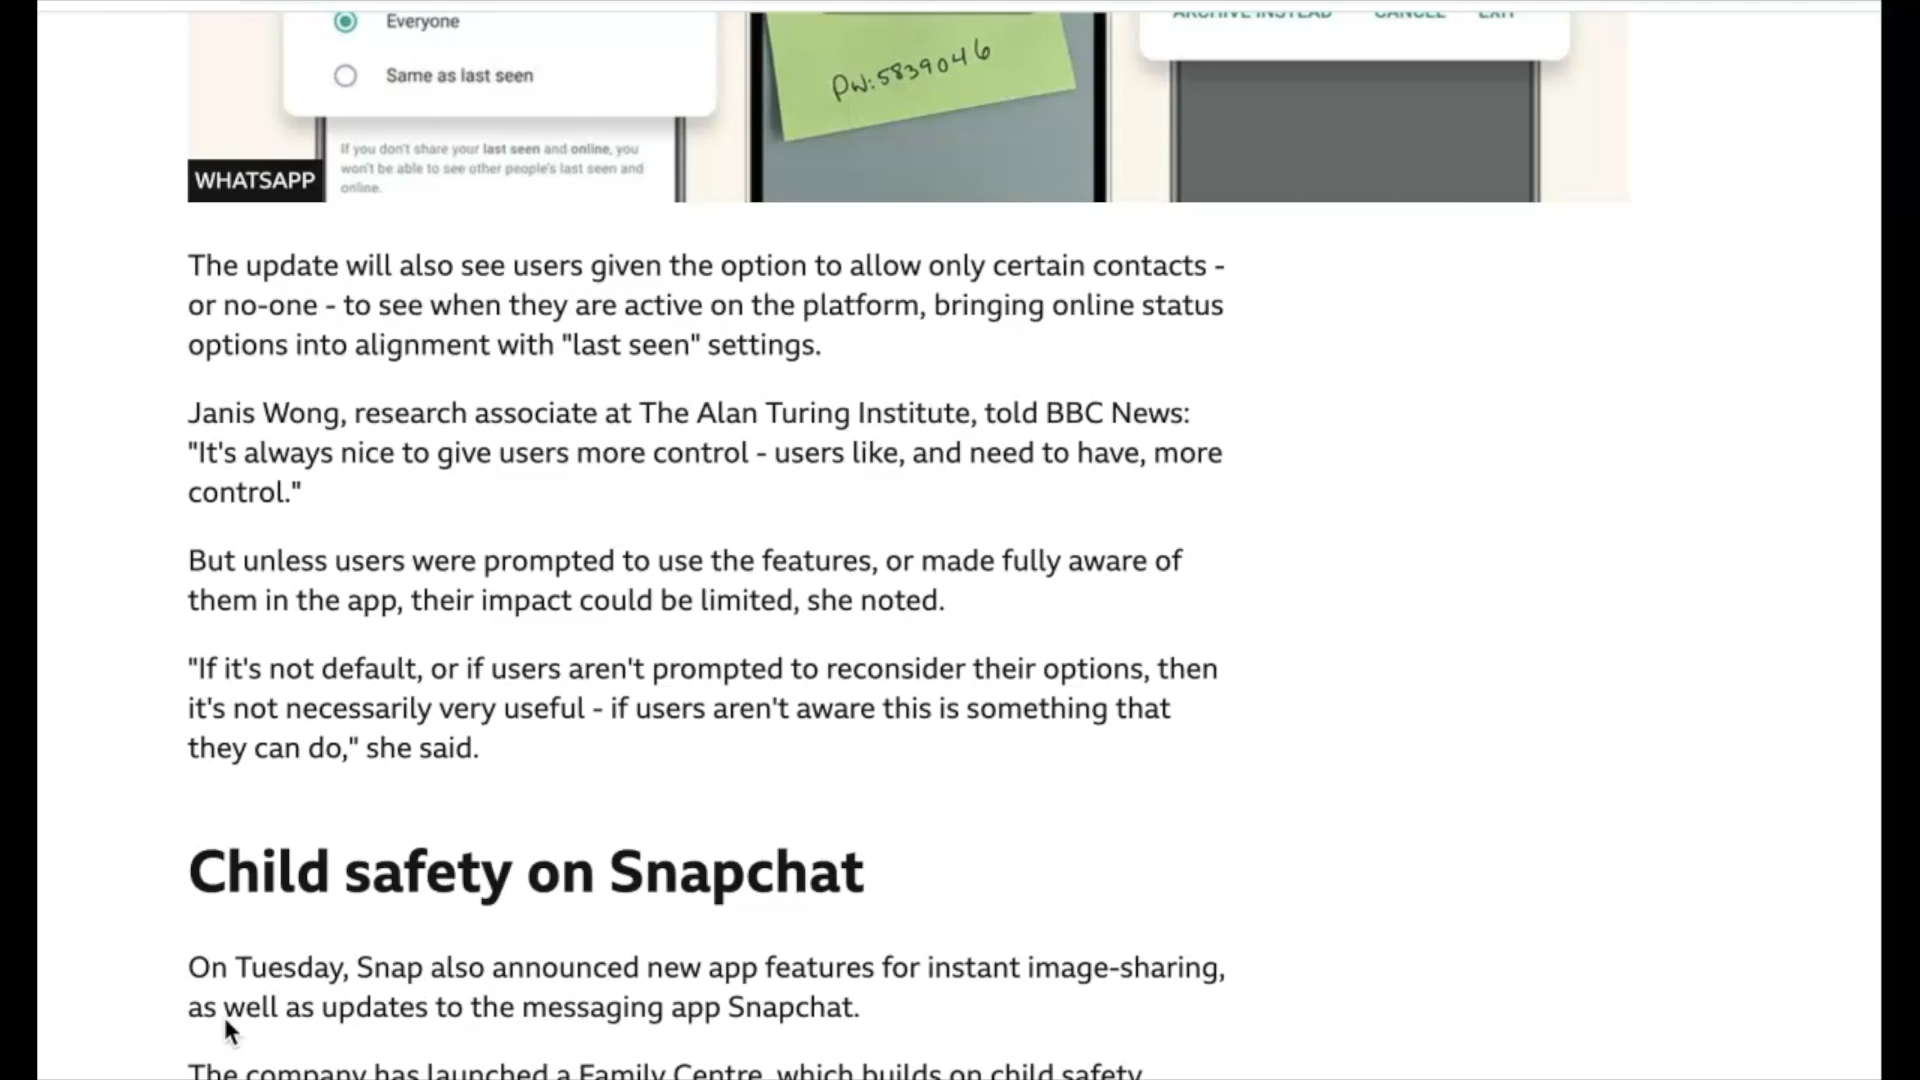 Everyone
Same as last seen
PW:5839046
ARCHIVE INSTEAD CANCEL EXIT
If you don't share your last seen and online, you
won't be able to see other people's last seen and
online.
WHATSAPP
The update will also see users given the option to allow only certain contacts -
or no-one - to see when they are active on the platform, bringing online status
options into alignment with "last seen" settings.
Janis Wong, research associate at The Alan Turing Institute, told BBC News:
"It's always nice to give users more control - users like, and need to have, more
control."
But unless users were prompted to use the features, or made fully aware of
them in the app, their impact could be limited, she noted.
"If it's not default, or if users aren't prompted to reconsider their options, then
it's not necessarily very useful - if users aren't aware this is something that
they can do," she said.
Child safety on Snapchat
On Tuesday, Snap also announced new app features for instant image-sharing,
as well as updates to the messaging app Snapchat.
The company has launched a Family Centre, which builds on child safety